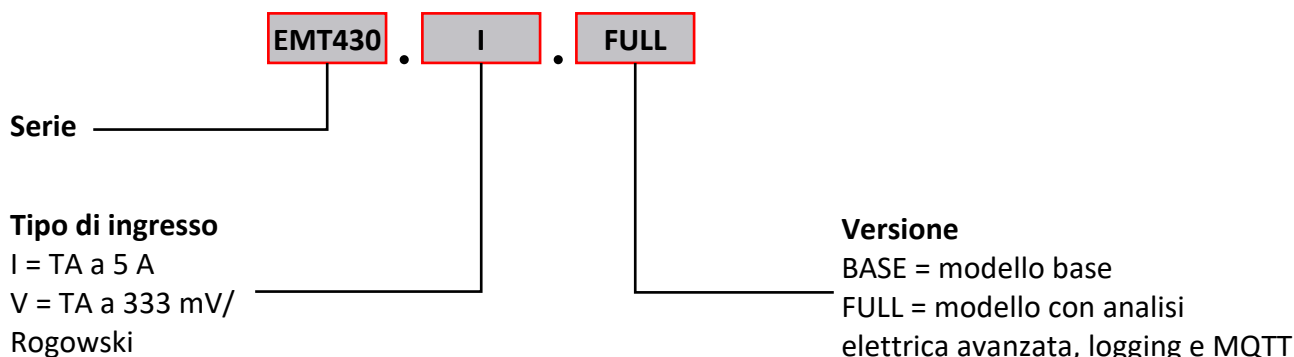 EMT430 . I . FULL
Serie
Tipo di ingresso
I = TA a 5 A
V = TA a 333 mV/
Rogowski
Versione
BASE = modello base
FULL = modello con analisi
elettrica avanzata, logging e MQTT